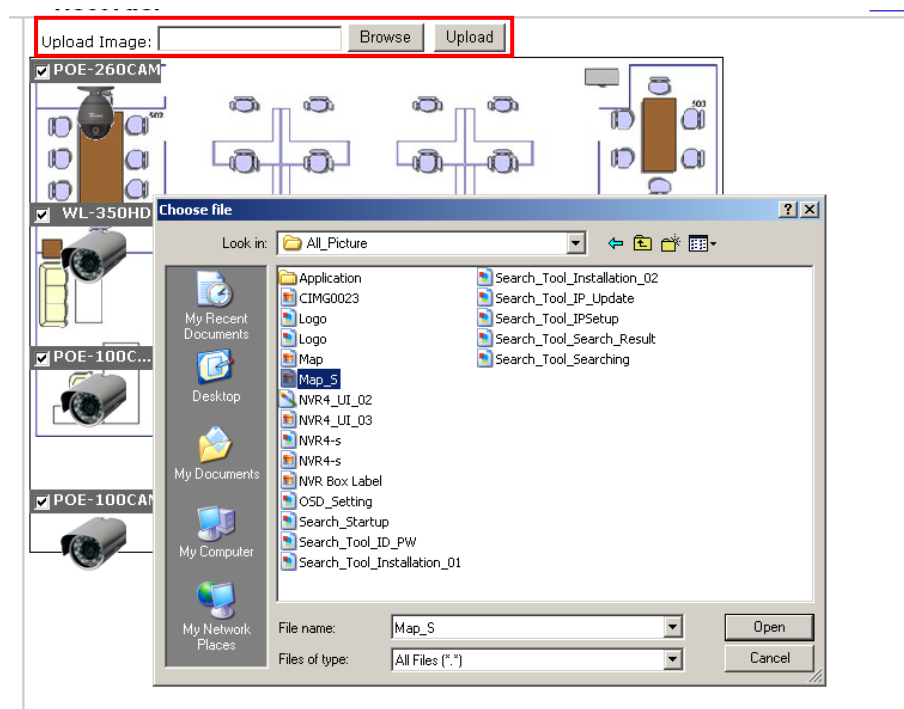 Recorder
Upload Image: Browse Upload
POE-260CAM
502
503
WL-350HD
POE-100C...
POE-100CAM
Choose file
Look in: All_Picture
My Recent
Documents
Desktop
My Documents
My Computer
My Network
Places
Application
CIMG0023
Logo
Logo
Map
Map_S
NVR4_UI_02
NVR4_UI_03
NVR4-s
NVR4-s
NVR Box Label
OSD_Setting
Search_Startup
Search_Tool_ID_PW
Search_Tool_Installation_01
Search_Tool_Installation_02
Search_Tool_IP_Update
Search_Tool_IPSetup
Search_Tool_Search_Result
Search_Tool_Searching
File name: Map_S Open
Files of type: All Files (*.*) Cancel